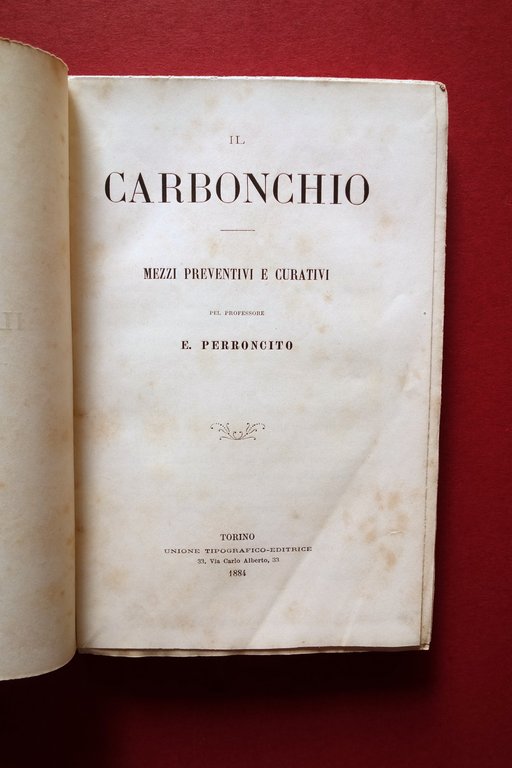 IL
CARBONCHIO
MEZZI PREVENTIVI E CURATIVI
PEL PROFESSORE
E. PERRONCITO
TORINO
UNIONE TIPOGRAFICO-EDITRICE
33, Via Carlo Alberto, 33
1884